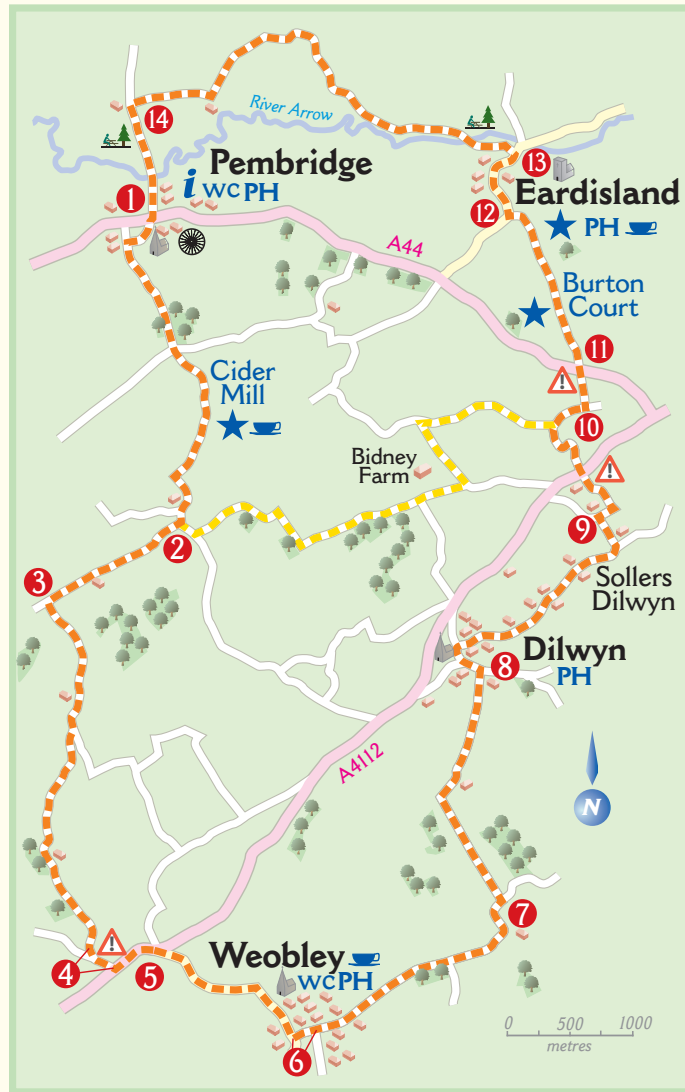 River Arrow
14
Pembridge
i WC PH
1
13
Eardisland
12
PH
A44
Burton
Court
11
Cider
Mill
10
Bidney
Farm
9
2
3
Sollers
Dilwyn
Dilwyn
8
PH
A4112
N
7
4
5
Weobley
WC PH
6
0 500 1000
metres